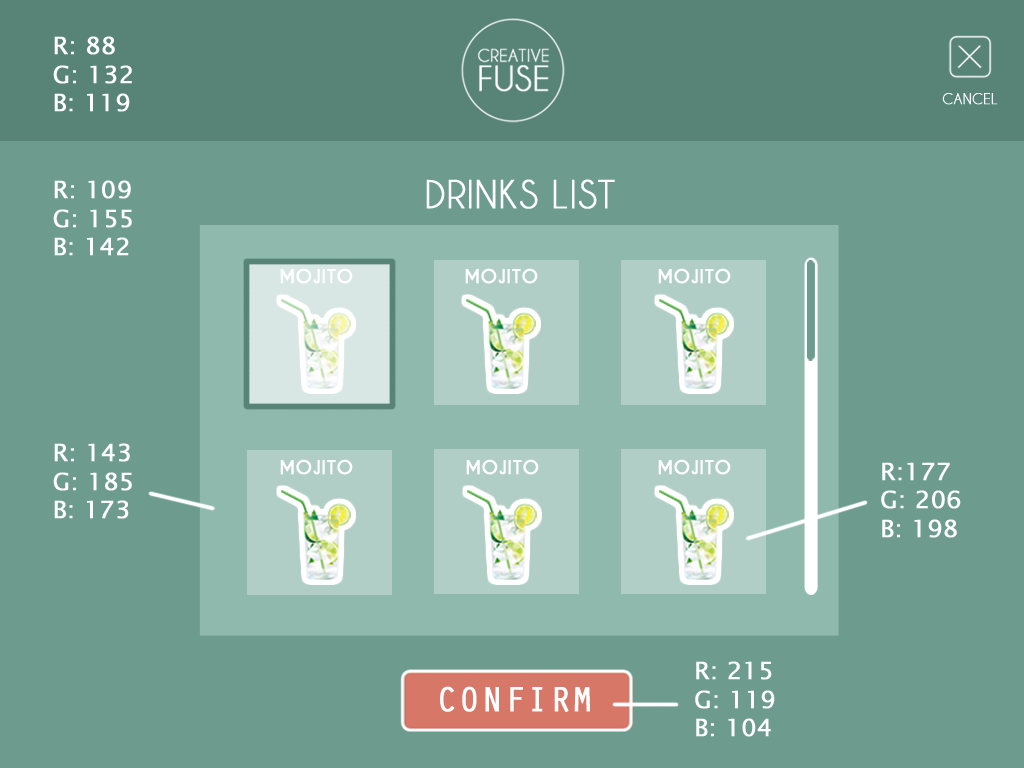 R: 88
G: 132
B: 119
CREATIVE
FUSE
CANCEL
R: 109
G: 155
B: 142
DRINKS LIST
MOJITO
MOJITO
MOJITO
R: 143
G: 185
B: 173
MOJITO
MOJITO
MOJITO
R:177
G: 206
B: 198
CONFIRM
R: 215
G: 119
B: 104